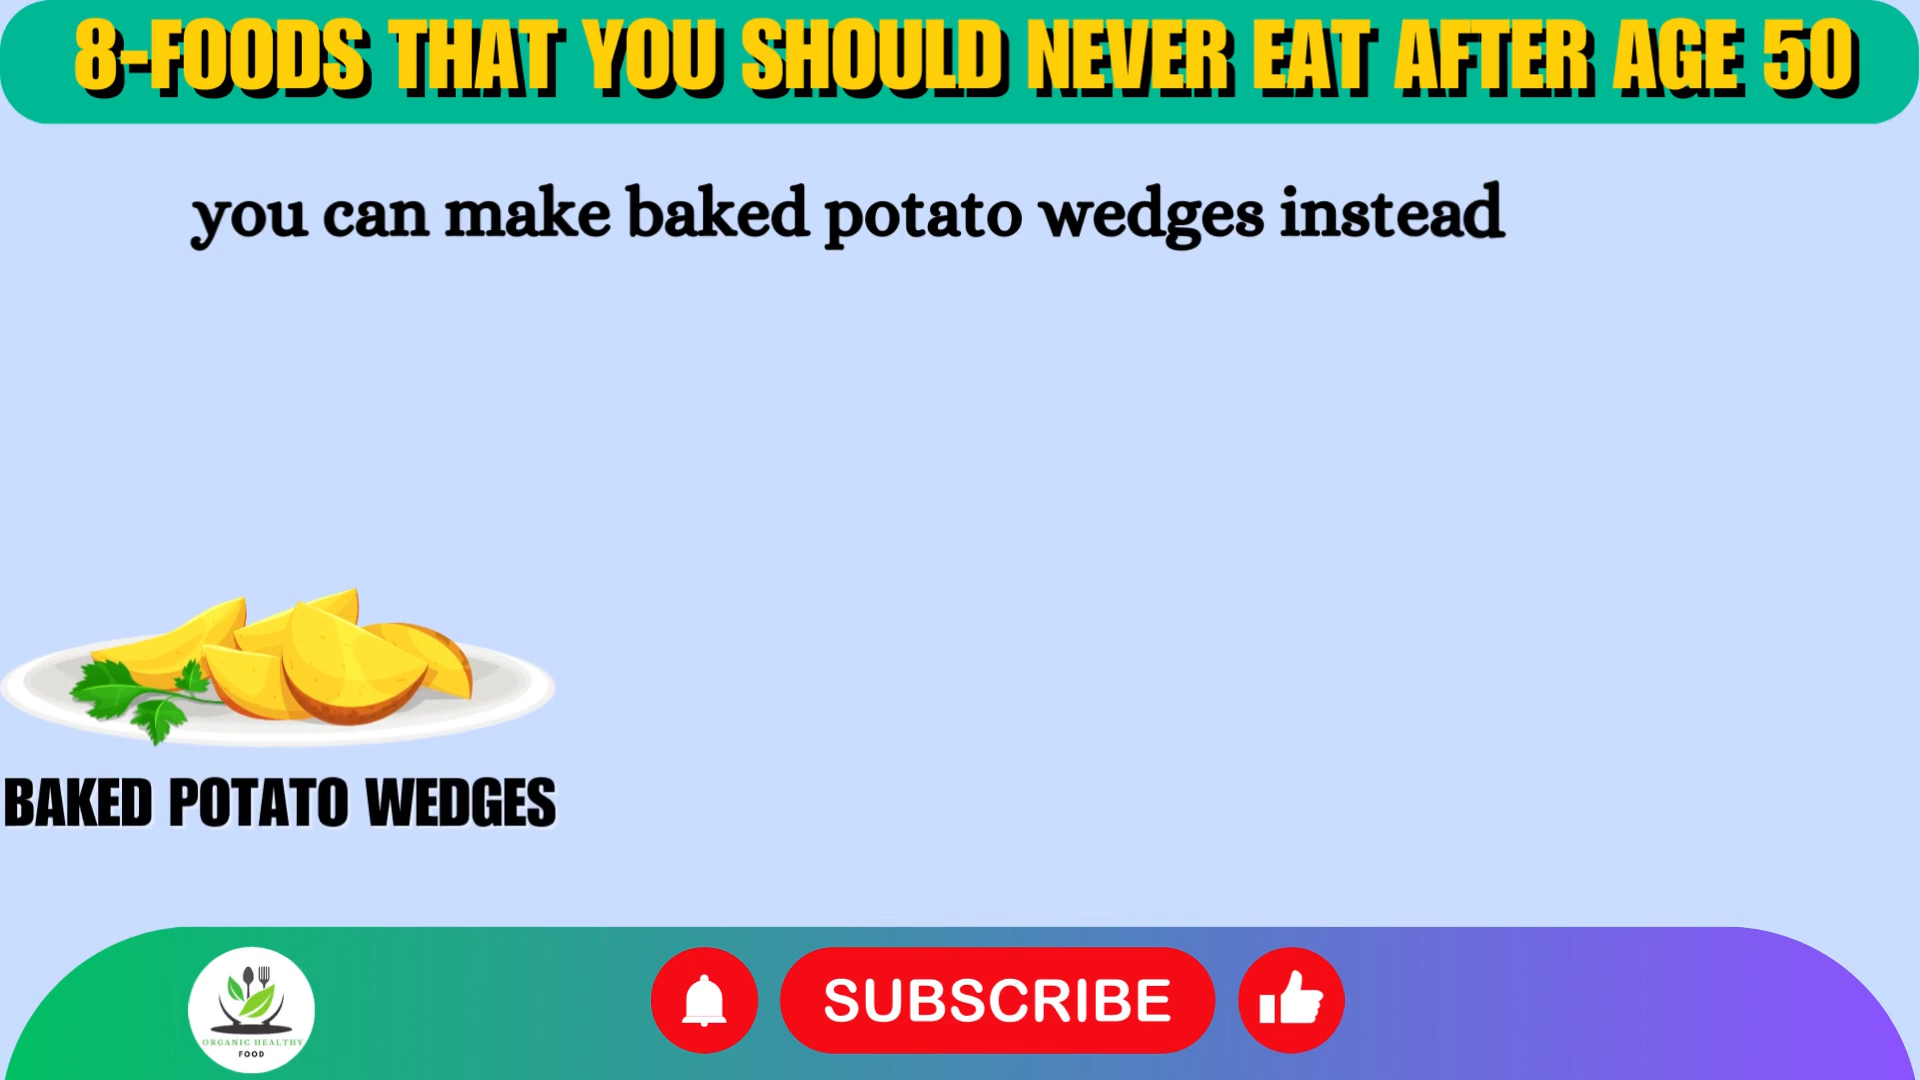 8-FOODS THAT YOU SHOULD NEVER EAT AFTER AGE 50
you can make baked potato wedges instead
BAKED POTATO WEDGES
ORGANIC HEALTHY
FOOD
SUBSCRIBE